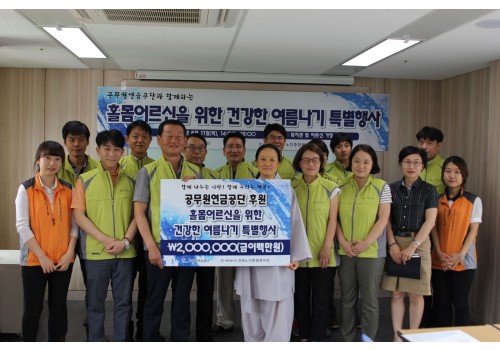 공무원연금공단과 함께하는
홀몸어르신을 위한 건강한 여름나기 특별행사
함께 나누는 사랑! 함께 누리는 행복!
공무원연금공단 후원
홀몸어르신을 위한
건강한 여름나기 특별행사
₩2,000,000(금이백만원)